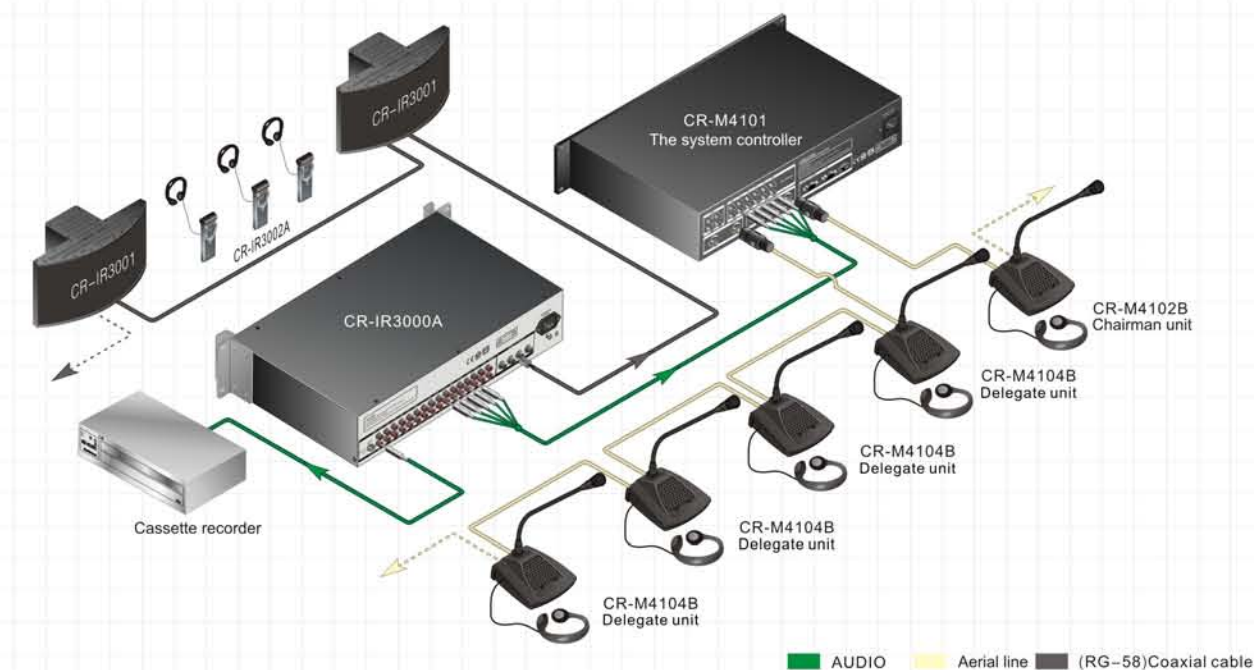 CR-IR3001
CR-M4101
The system controller
CR-IR3002A
CR-IR3001
CR-IR3000A
CR-M4102B
Chairman unit
CR-M4104B
Delegate unit
CR-M4104B
Delegate unit
CR-M4104B
Delegate unit
CR-M4104B
Delegate unit
Cassette recorder
AUDIO
Aerial line
(RG-58)Coaxial cable